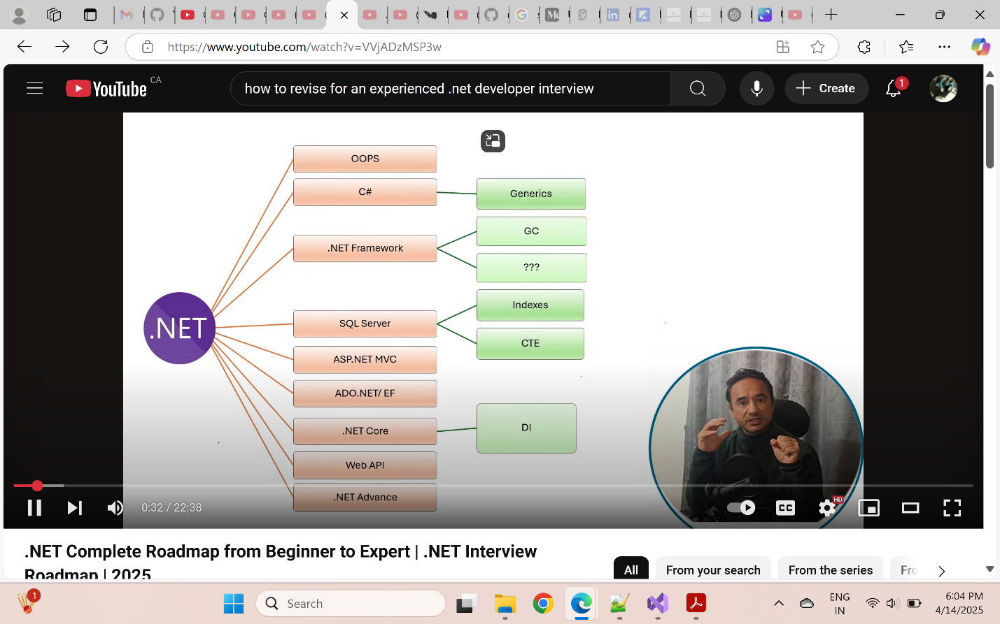 https://www.youtube.com/watch?v=VVjADzMSP3w
YouTube CA
how to revise for an experienced .net developer interview
Create
1
OOPS
C#
Generics
GC
.NET Framework
???
Indexes
.NET
SQL Server
CTE
ASP.NET MVC
ADO.NET/ EF
.NET Core
DI
Web API
.NET Advance
0:32 / 22:38
CC
HD
.NET Complete Roadmap from Beginner to Expert | .NET Interview
Roadmap | 2025
All
From your search
From the series
Fro
1
Search
ENG
IN
6:04 PM
4/14/2025